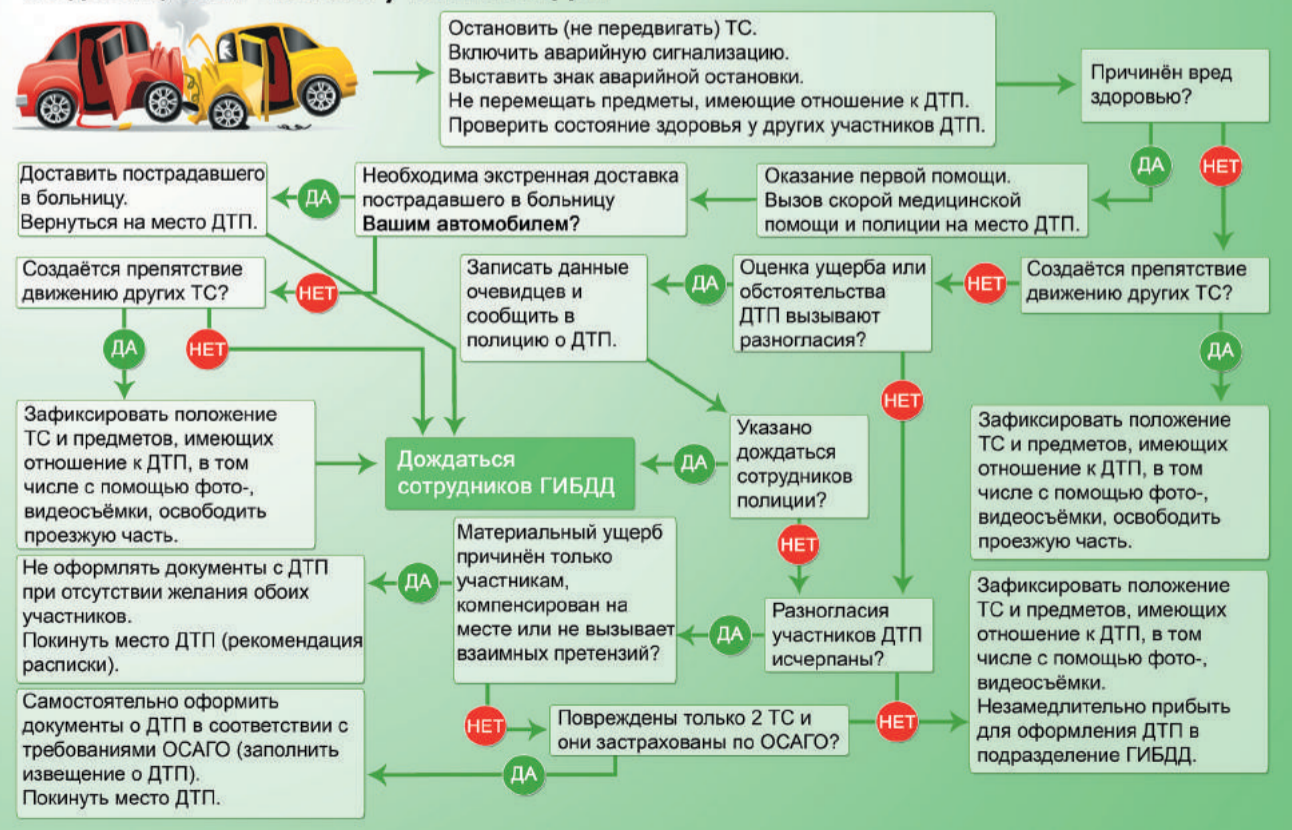 Остановить (не передвигать) ТС.
Включить аварийную сигнализацию.
Выставить знак аварийной остановки.
Не перемещать предметы, имеющие отношение к ДТП.
Проверить состояние здоровья у других участников ДТП.
Причинён вред
здоровью?
ДА
НЕТ
Оказание первой помощи.
Вызов скорой медицинской
помощи и полиции на место ДТП.
Необходима экстренная доставка
пострадавшего в больницу
Вашим автомобилем?
ДА
Доставить пострадавшего
в больницу.
Вернуться на место ДТП.
НЕТ
Создаётся препятствие
движению других ТС?
ДА
НЕТ
Зафиксировать положение
ТС и предметов, имеющих
отношение к ДТП, в том
числе с помощью фото-,
видеосъёмки, освободить
проезжую часть.
Дождаться
сотрудников ГИБДД
Создаётся препятствие
движению других ТС?
НЕТ
ДА
Оценка ущерба или
обстоятельства
ДТП вызывают
разногласия?
ДА
НЕТ
Записать данные
очевидцев и
сообщить в
полицию о ДТП.
Указано
дождаться
сотрудников
полиции?
ДА
НЕТ
Зафиксировать положение
ТС и предметов, имеющих
отношение к ДТП, в том
числе с помощью фото-,
видеосъёмки, освободить
проезжую часть.
Разногласия
участников ДТП
исчерпаны?
ДА
НЕТ
Материальный ущерб
причинён только
участникам,
компенсирован на
месте или не вызывает
взаимных претензий?
ДА
НЕТ
Не оформлять документы с ДТП
при отсутствии желания обоих
участников.
Покинуть место ДТП (рекомендация
расписки).
Повреждены только 2 ТС и
они застрахованы по ОСАГО?
ДА
Самостоятельно оформить
документы о ДТП в соответствии с
требованиями ОСАГО (заполнить
извещение о ДТП).
Покинуть место ДТП.
Зафиксировать положение
ТС и предметов, имеющих
отношение к ДТП, в том
числе с помощью фото-,
видеосъёмки.
Незамедлительно прибыть
для оформления ДТП в
подразделение ГИБДД.